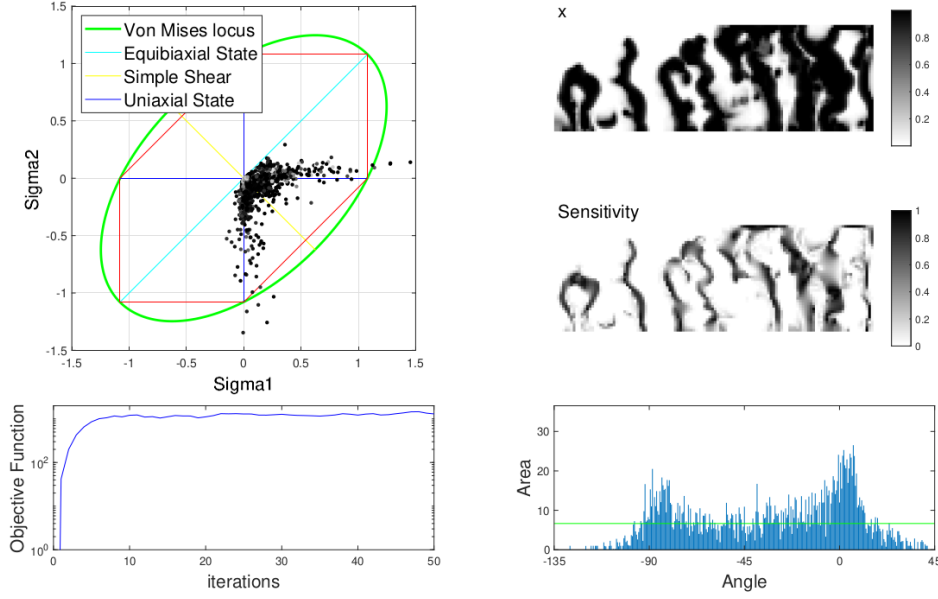 Von Mises locus
Equibiaxial State
Simple Shear
Uniaxial State
1.5
1
0.5
0
-0.5
-1
-1.5
Sigma2
-1.5 -1 -0.5 0 0.5 1 1.5
Sigma1
x
0.8
0.6
0.4
0.2
Sensitivity
1
0.8
0.6
0.4
0.2
0
Objective Function
10^2
10^0
0 10 20 30 40 50
iterations
Area
30
20
10
0
-135 -90 -45 0 45
Angle